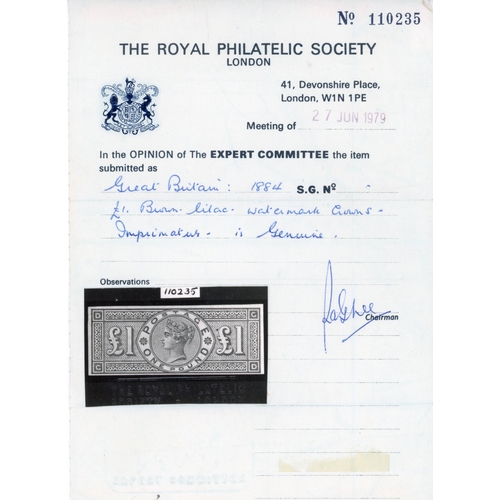 Nº 110235
THE ROYAL PHILATELIC SOCIETY
LONDON
41, Devonshire Place,
London, W1N 1PE
Meeting of 27 JUN 1979
In the OPINION of The EXPERT COMMITTEE the item
submitted as
Great Britain: 1884 S.G. Nº -
£1. Brown-lilac - watermark Crowns -
Imprimatur - is Genuine.
Observations
Chairman
110235
POSTAGE
£1 £1
ONE POUND
C D
D C